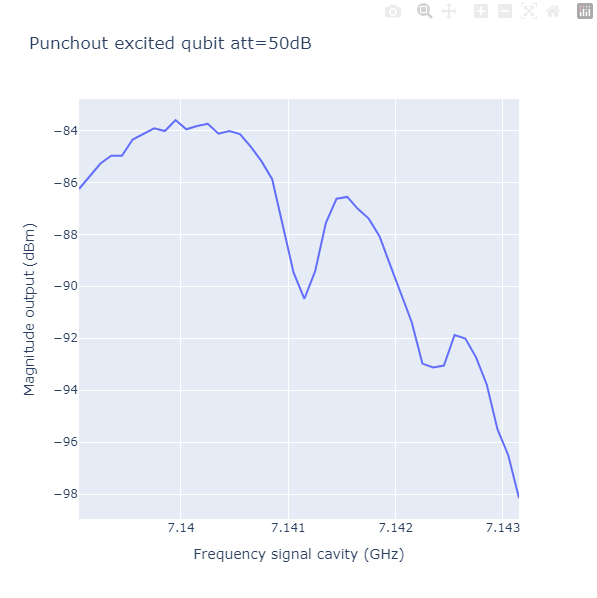 Punchout excited qubit att=50dB
−84
−86
−88
−90
−92
−94
−96
−98
Magnitude output (dBm)
7.14 7.141 7.142 7.143
Frequency signal cavity (GHz)